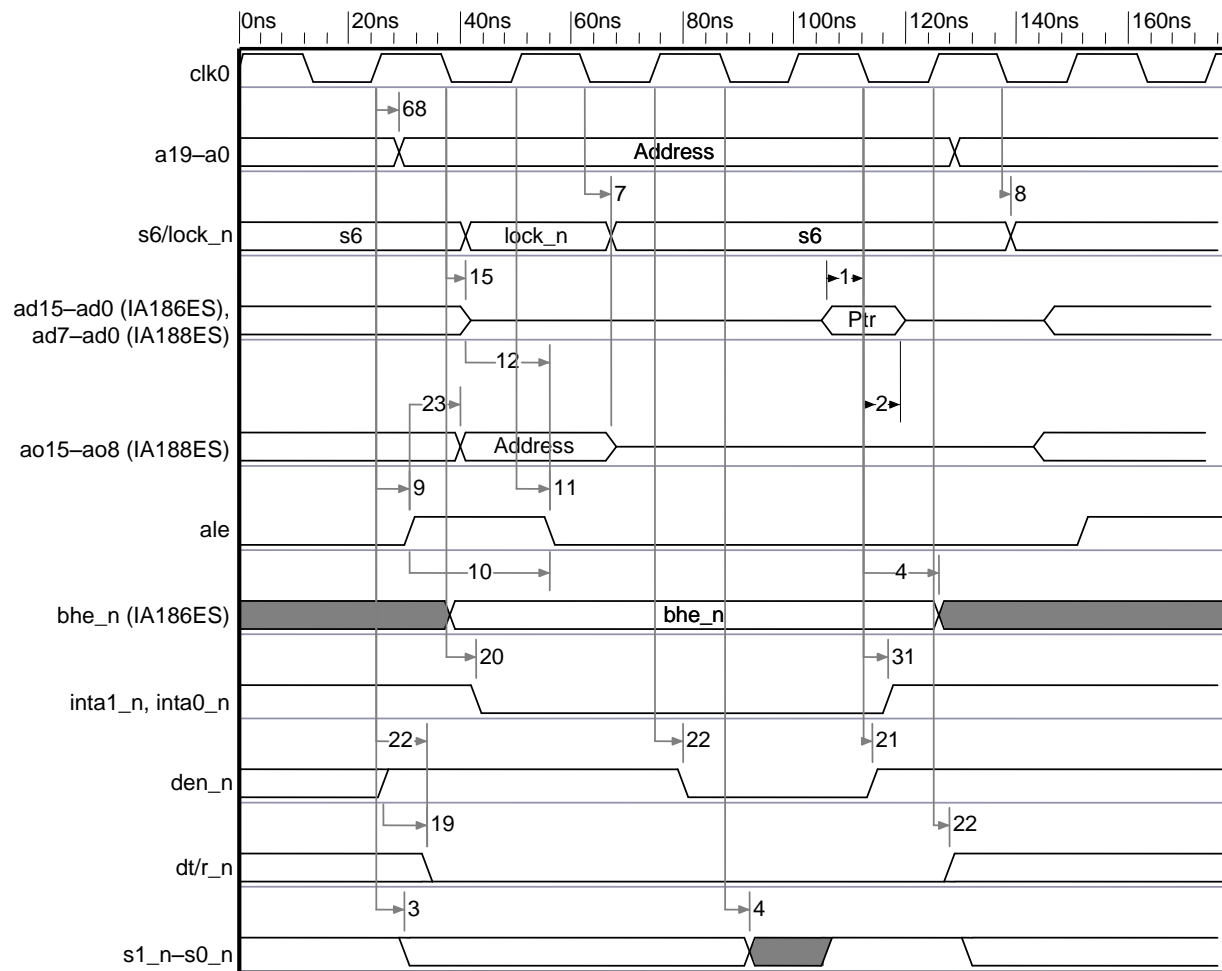 0ns 20ns 40ns 60ns 80ns 100ns 120ns 140ns 160ns
clk0
68
a19–a0 Address
7 8
s6/lock_n s6 lock_n s6
15 1
ad15–ad0 (IA186ES),
ad7–ad0 (IA188ES) Ptr
12
23 2
ao15–ao8 (IA188ES) Address
9 11
ale
10 4
bhe_n (IA186ES) bhe_n
20 31
inta1_n, inta0_n
22 22 21
den_n
19 22
dt/r_n
3 4
s1_n–s0_n